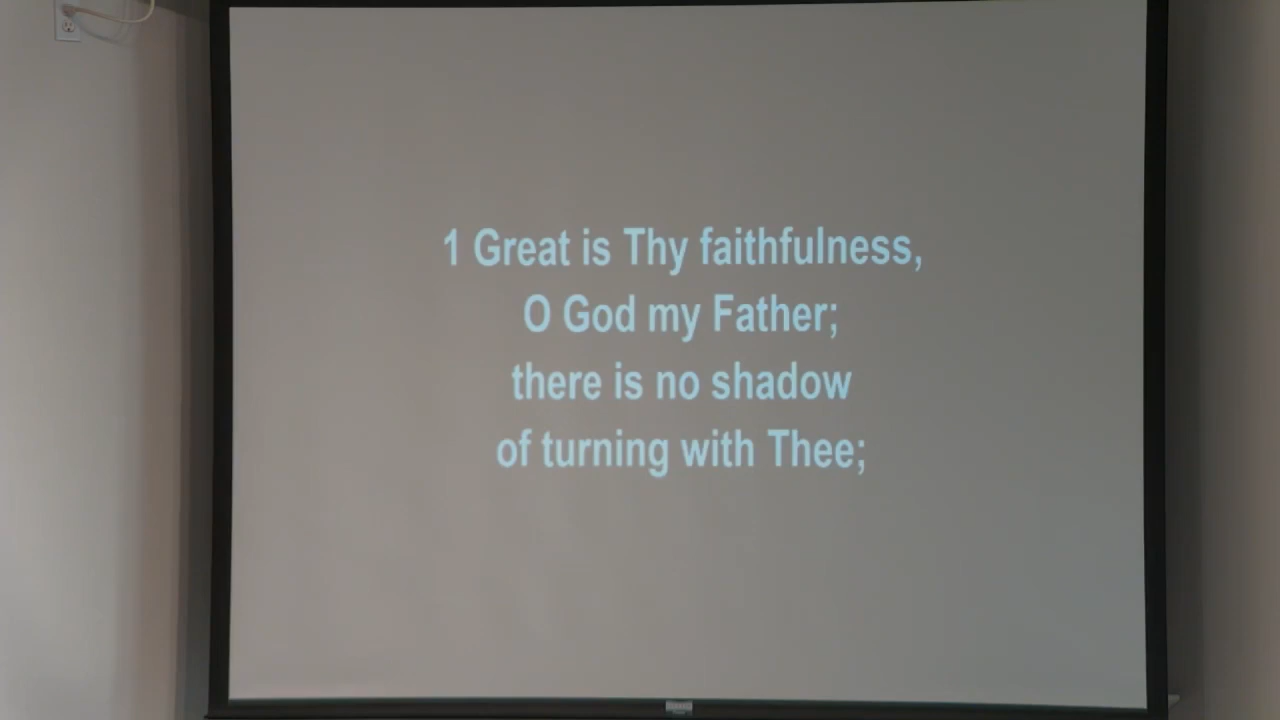 1 Great is Thy faithfulness,
O God my Father;
there is no shadow
of turning with Thee;